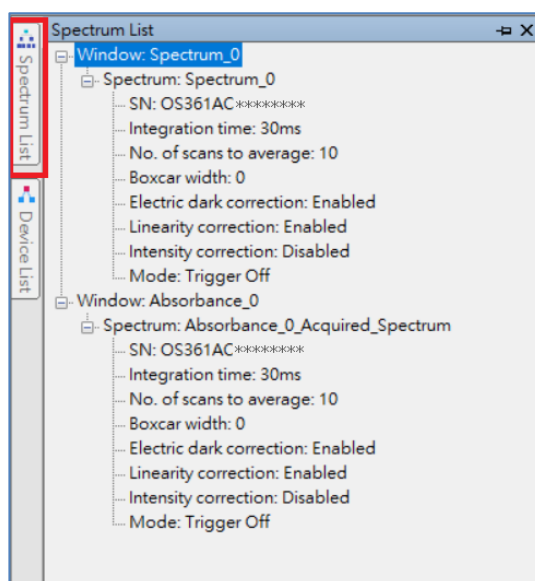 Spectrum List
Spectrum List
Device List
Window: Spectrum_0
Spectrum: Spectrum_0
SN: OS361AC*********
Integration time: 30ms
No. of scans to average: 10
Boxcar width: 0
Electric dark correction: Enabled
Linearity correction: Enabled
Intensity correction: Disabled
Mode: Trigger Off
Window: Absorbance_0
Spectrum: Absorbance_0_Acquired_Spectrum
SN: OS361AC*********
Integration time: 30ms
No. of scans to average: 10
Boxcar width: 0
Electric dark correction: Enabled
Linearity correction: Enabled
Intensity correction: Disabled
Mode: Trigger Off